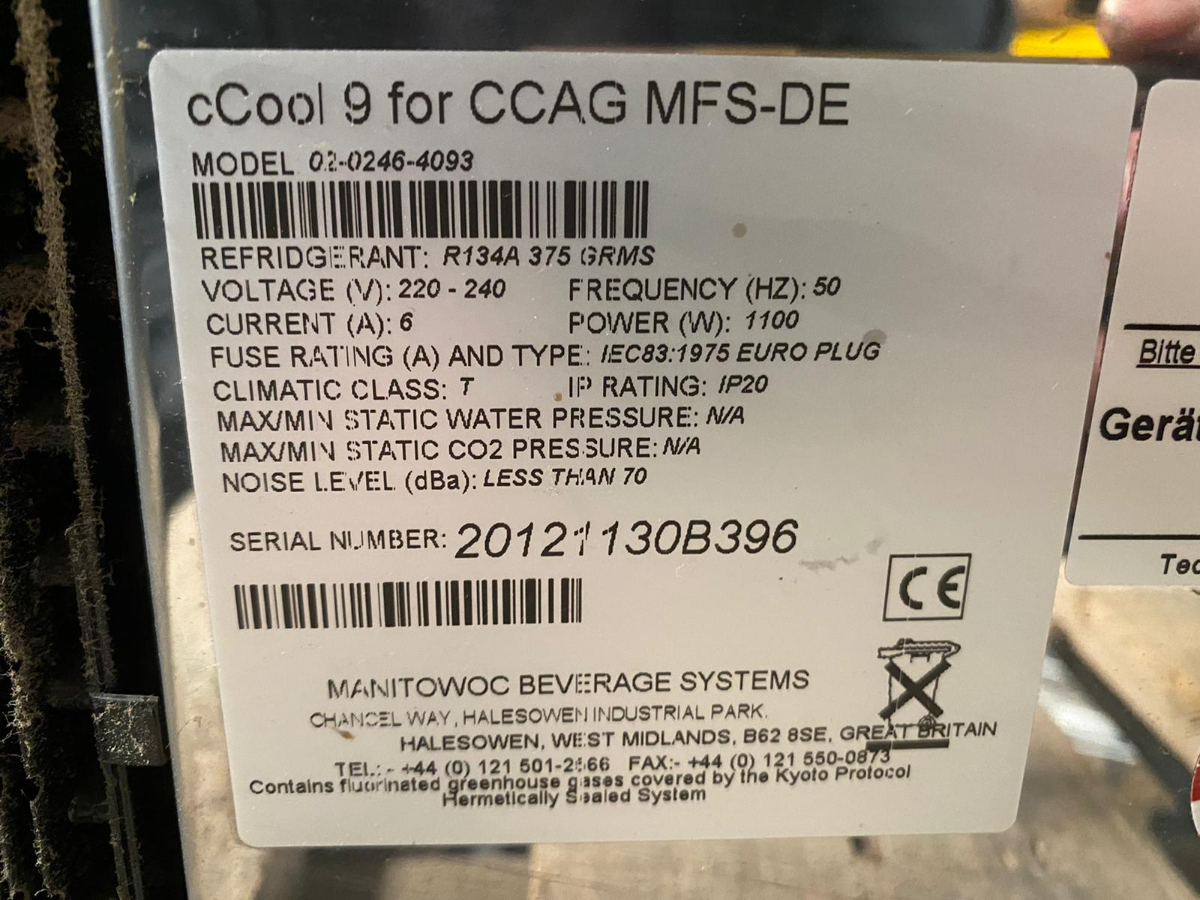 cCool 9 for CCAG MFS-DE
MODEL 02-0246-4093
REFRIDGERANT: R134A 375 GRMS
VOLTAGE (V): 220 - 240 FREQUENCY (HZ): 50
CURRENT (A): 6 POWER (W): 1100
FUSE RATING (A) AND TYPE: IEC83:1975 EURO PLUG
CLIMATIC CLASS: T IP RATING: IP20
MAX/MIN STATIC WATER PRESSURE: N/A
MAX/MIN STATIC CO2 PRESSURE: N/A
NOISE LEVEL (dBa): LESS THAN 70
SERIAL NUMBER: 20121130B396
CE
MANITOWOC BEVERAGE SYSTEMS
CHANCEL WAY, HALESOWEN INDUSTRIAL PARK.
HALESOWEN, WEST MIDLANDS, B62 8SE, GREAT BRITAIN
TEL: - +44 (0) 121 FAX:- +44 (0) 121 550-0873
Contains fluorinated greenhouse gases covered by the Kyoto Protocol
Hermetically Sealed System
Bitte
Gerät